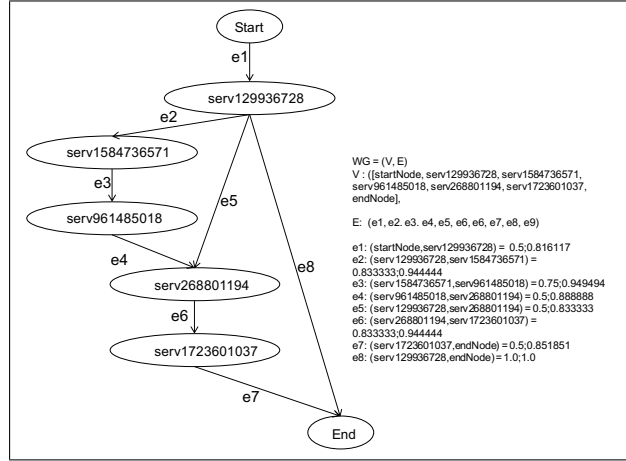 Start
e1
serv129936728
e2
serv1584736571
e3
e5
serv961485018
e4
e8
serv268801194
e6
serv1723601037
e7
End
WG = (V, E)
V : ([startNode, serv129936728, serv1584736571,
serv961485018, serv268801194, serv1723601037,
endNode],
E: (e1, e2. e3. e4, e5, e6, e6, e7, e8, e9)
e1: (startNode,serv129936728) = 0.5;0.816117
e2: (serv129936728,serv1584736571) =
0.833333;0.944444
e3: (serv1584736571,serv961485018) = 0.75;0.949494
e4: (serv961485018,serv268801194) = 0.5;0.888888
e5: (serv129936728,serv268801194) = 0.5;0.833333
e6: (serv268801194,serv1723601037) =
0.833333;0.944444
e7: (serv1723601037,endNode) = 0.5;0.851851
e8: (serv129936728,endNode) = 1.0;1.0